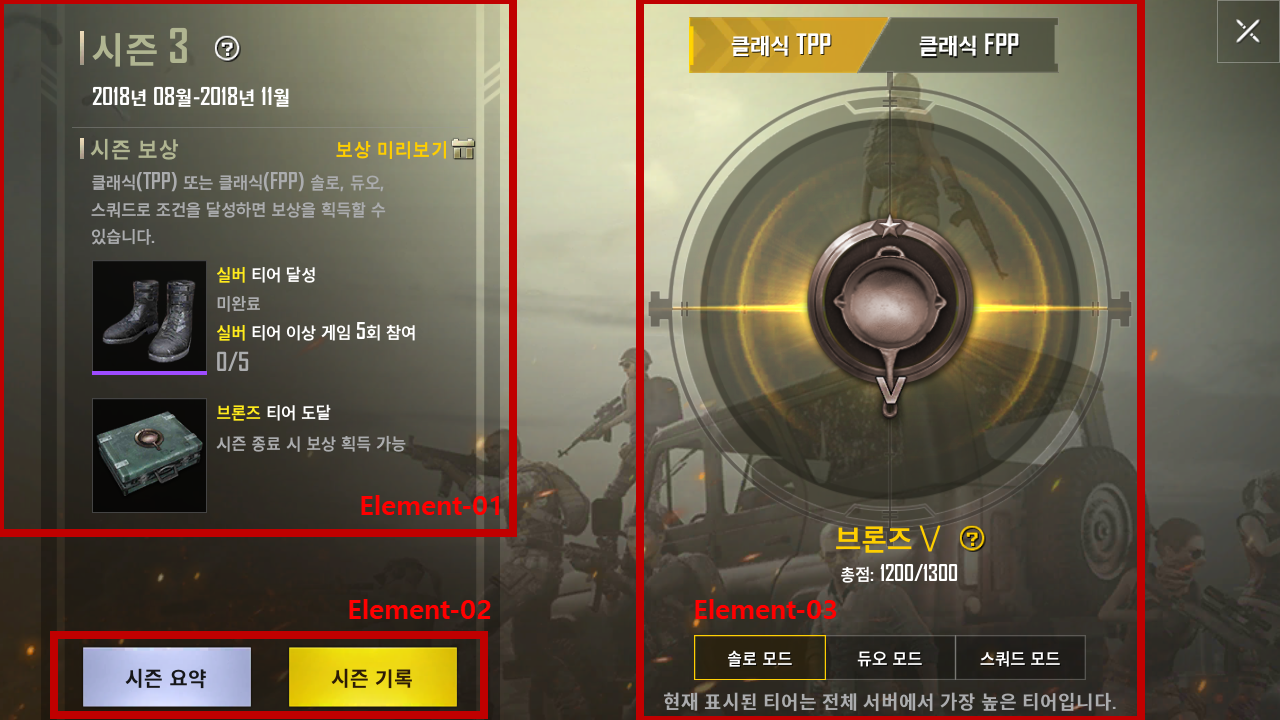 시즌 3
2018년 08월-2018년 11월
시즌 보상
보상 미리보기
클래식(TPP) 또는 클래식(FPP) 솔로, 듀오,
스쿼드로 조건을 달성하면 보상을 획득할 수
있습니다.
실버 티어 달성
미완료
실버 티어 이상 게임 5회 참여
0/5
브론즈 티어 도달
시즌 종료 시 보상 획득 가능
Element-01
Element-02
시즌 요약
시즌 기록
클래식 TPP
클래식 FPP
V
브론즈 V
총점: 1200/1300
Element-03
솔로 모드
듀오 모드
스쿼드 모드
현재 표시된 티어는 전체 서버에서 가장 높은 티어입니다.